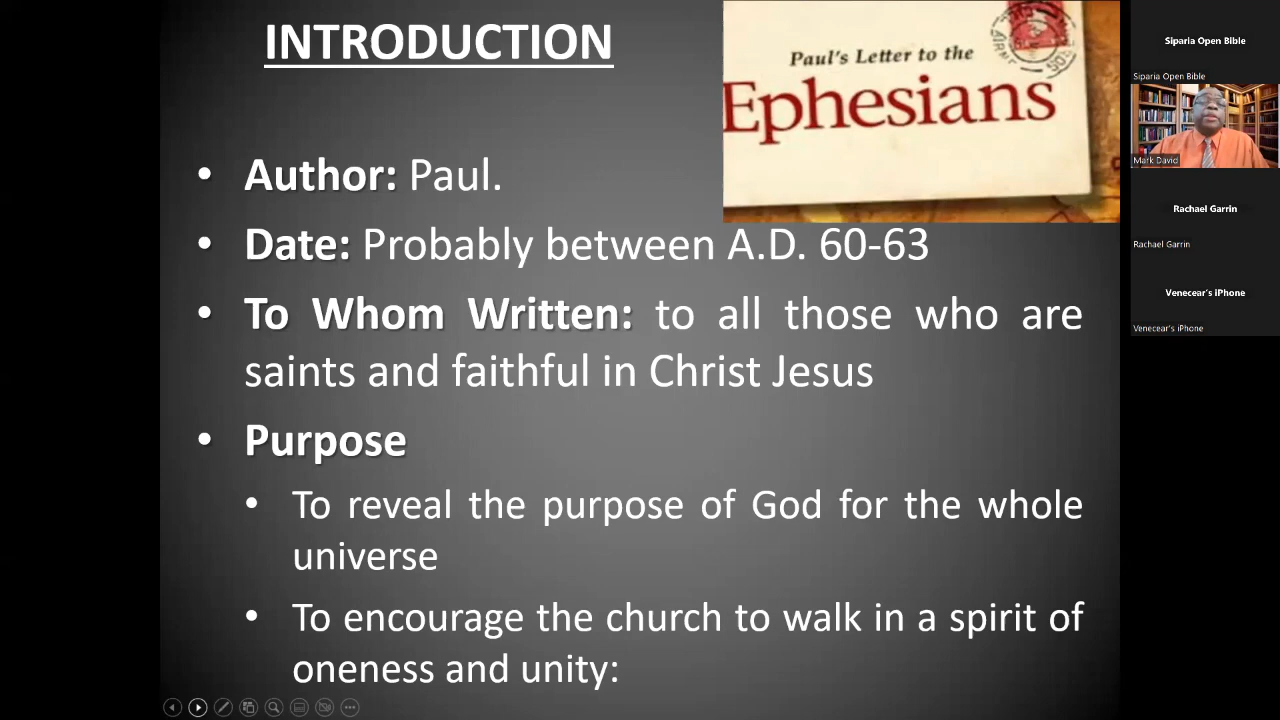 INTRODUCTION
Paul's Letter to the
Ephesians
• Author: Paul.
• Date: Probably between A.D. 60-63
• To Whom Written: to all those who are
saints and faithful in Christ Jesus
• Purpose
• To reveal the purpose of God for the whole
universe
• To encourage the church to walk in a spirit of
oneness and unity:
Siparia Open Bible
Siparia Open Bible
Mark David
Rachael Garrin
Rachael Garrin
Venecear's iPhone
Venecear's iPhone